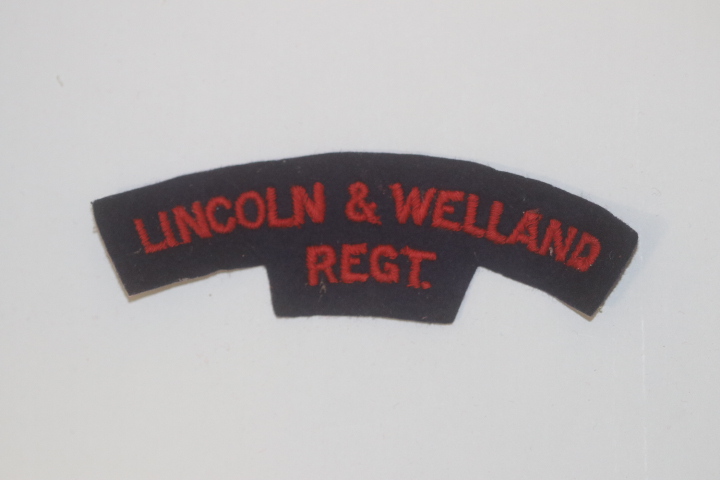 LINCOLN & WELLAND
REGT.